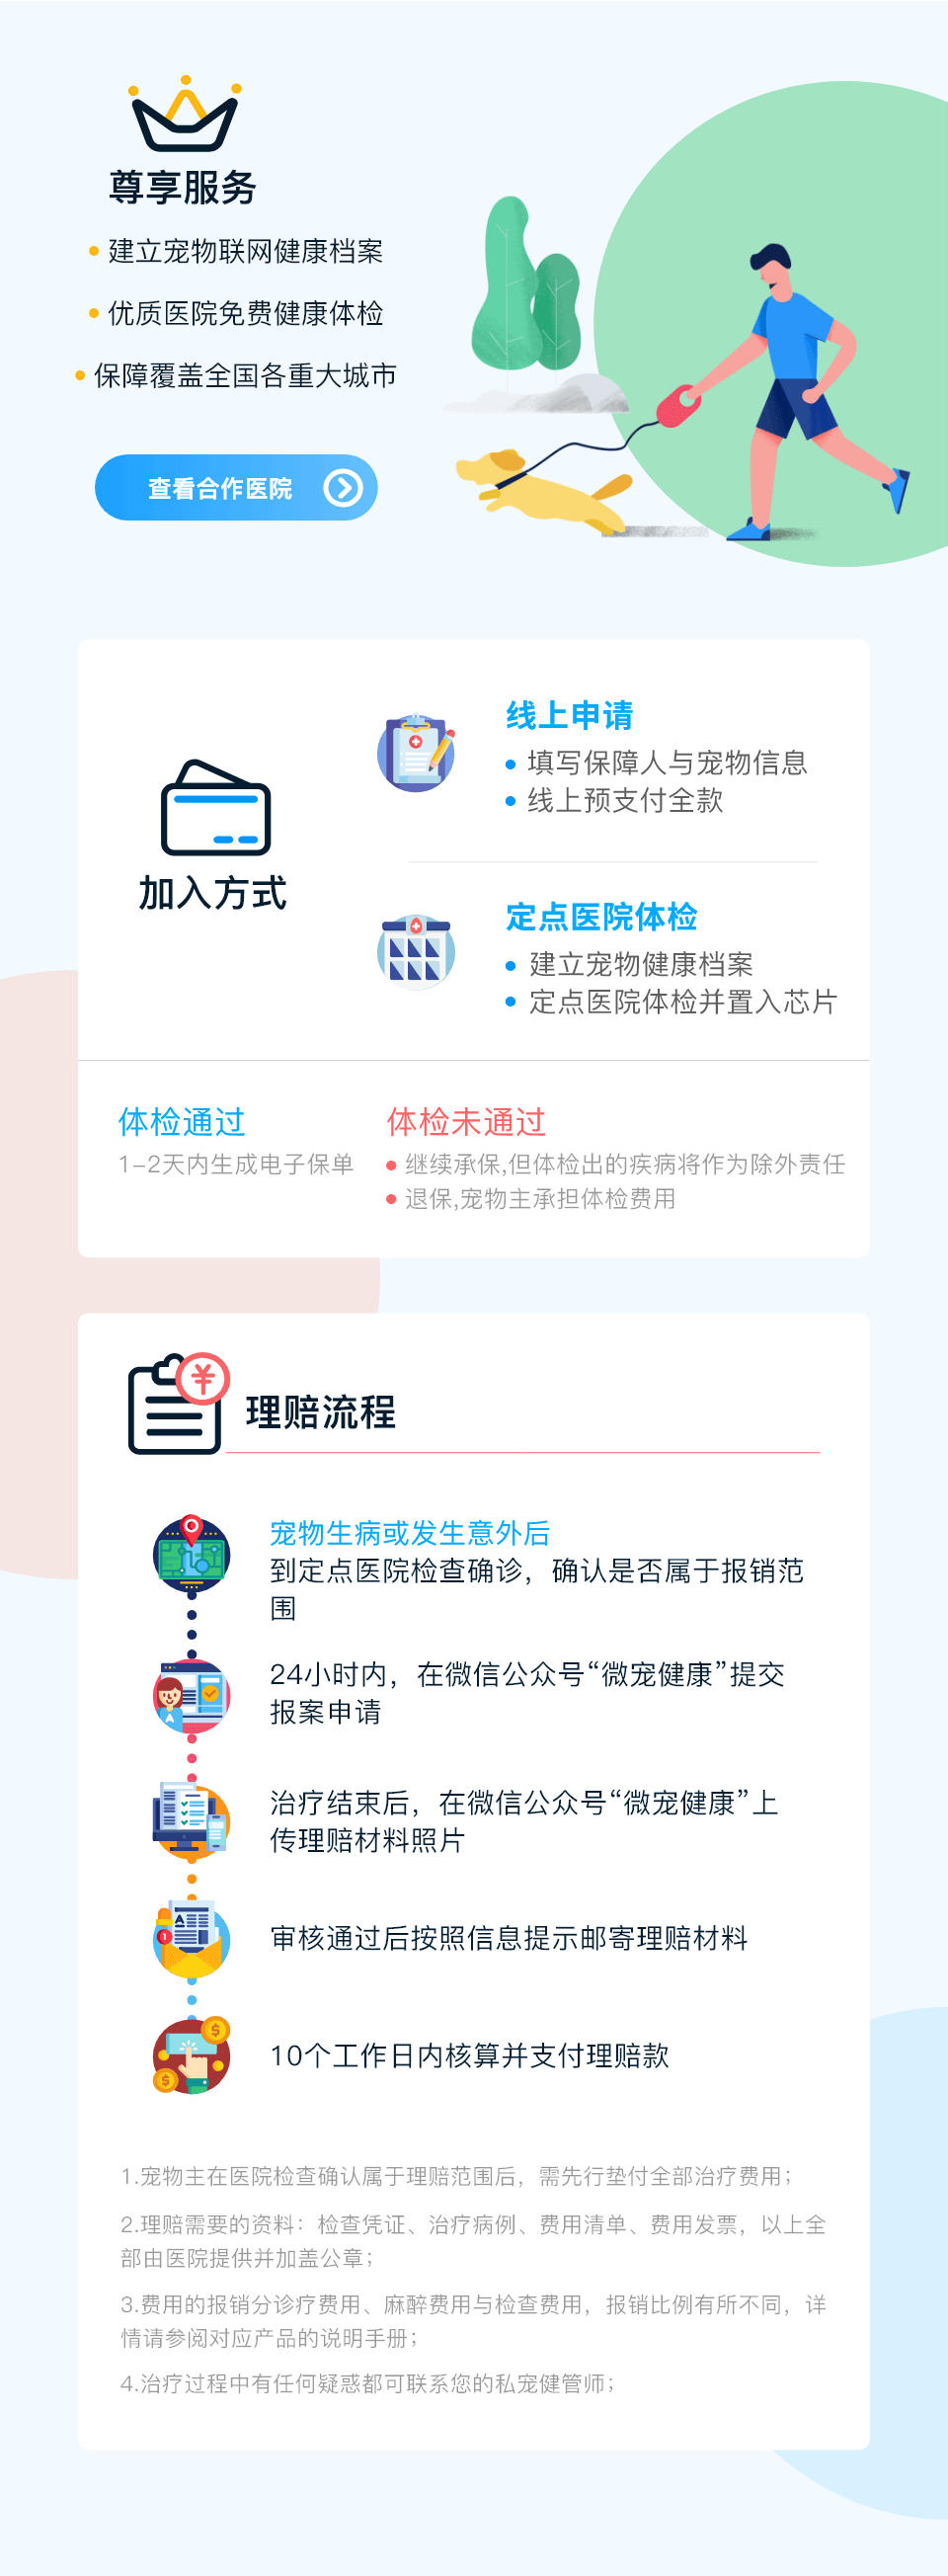 尊享服务
建立宠物联网健康档案
优质医院免费健康体检
保障覆盖全国各重大城市
查看合作医院
线上申请
填写保障人与宠物信息
线上预支付全款
加入方式
定点医院体检
建立宠物健康档案
定点医院体检并置入芯片
体检通过
1-2天内生成电子保单
体检未通过
继续承保,但体检出的疾病将作为除外责任
退保,宠物主承担体检费用
理赔流程
宠物生病或发生意外后
到定点医院检查确诊，确认是否属于报销范
围
24小时内，在微信公众号“微宠健康”提交
报案申请
治疗结束后，在微信公众号“微宠健康”上
传理赔材料照片
审核通过后按照信息提示邮寄理赔材料
10个工作日内核算并支付理赔款
1.宠物主在医院检查确认属于理赔范围后，需先行垫付全部治疗费用；
2.理赔需要的资料：检查凭证、治疗病例、费用清单、费用发票，以上全
部由医院提供并加盖公章；
3.费用的报销分诊疗费用、麻醉费用与检查费用，报销比例有所不同，详
情请参阅对应产品的说明手册；
4.治疗过程中有任何疑惑都可联系您的私宠健管师；